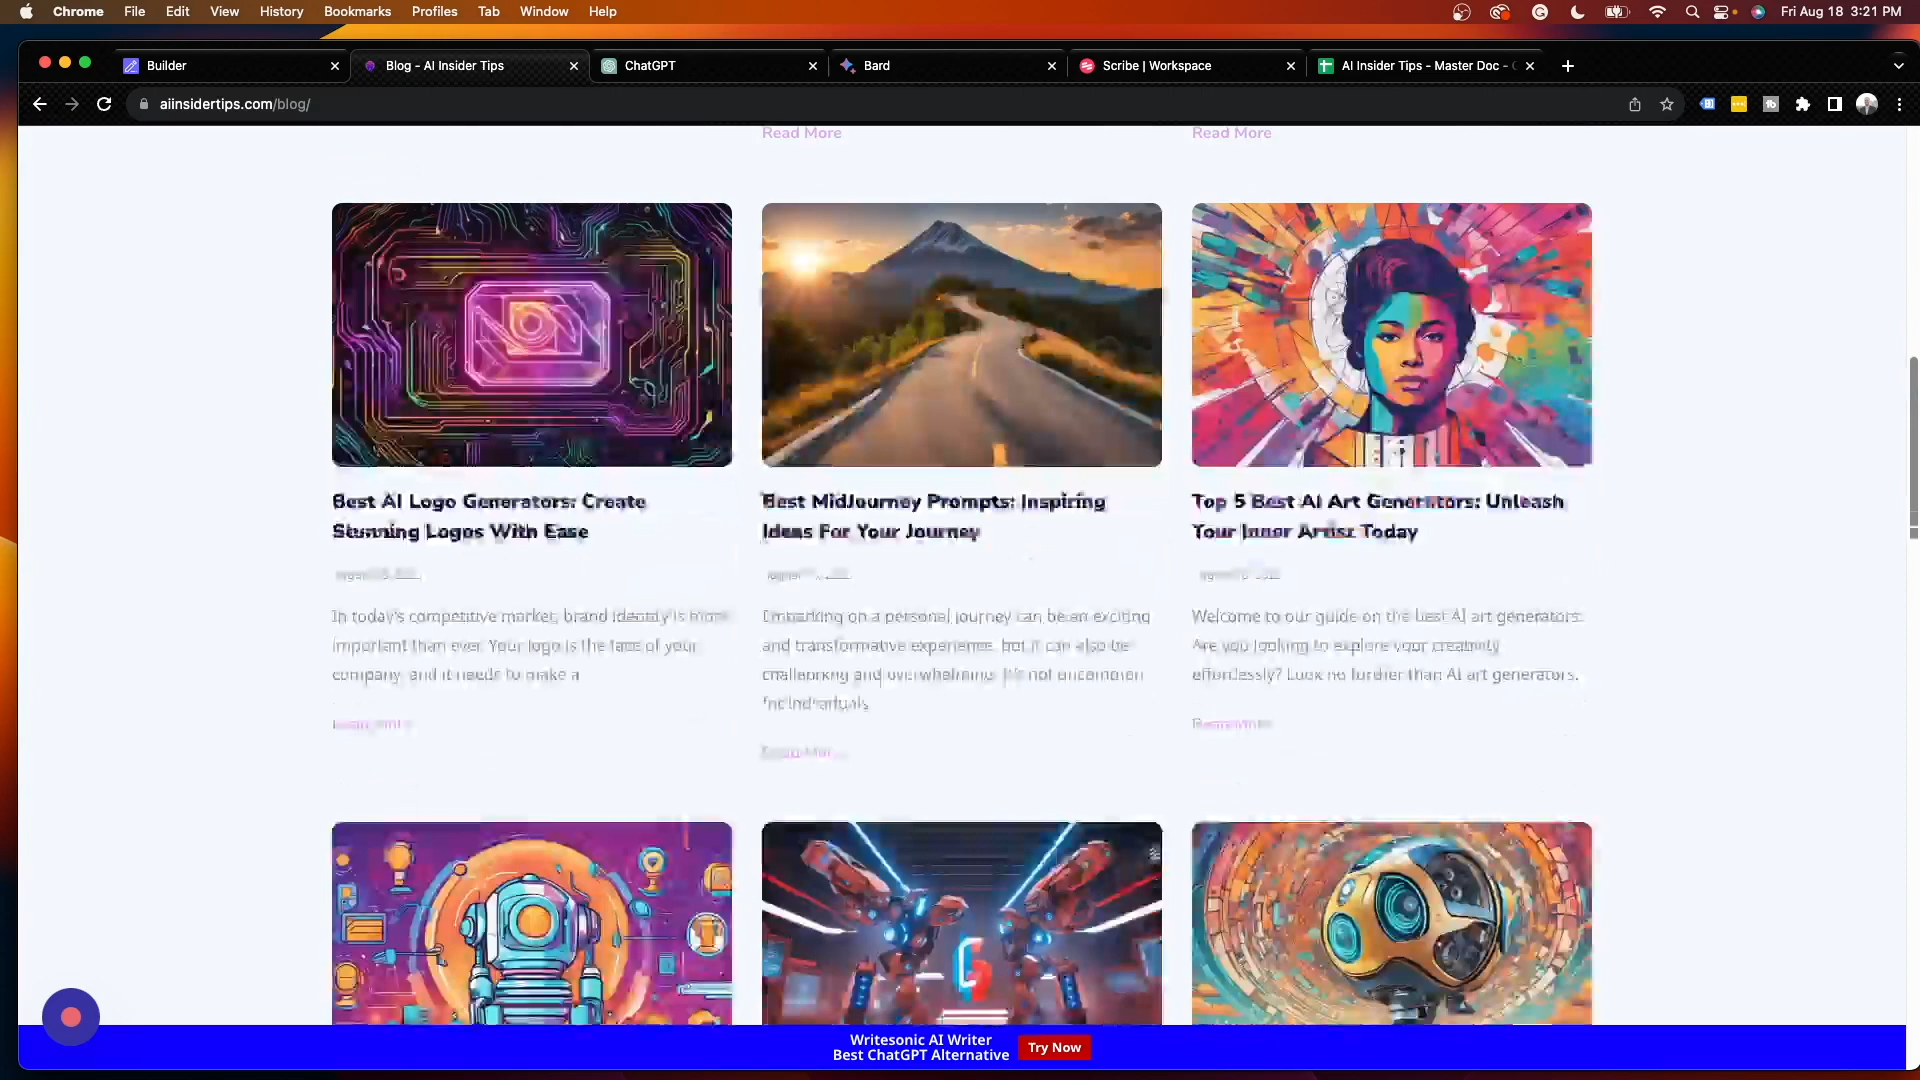 Chrome File Edit View History Bookmarks Profiles Tab Window Help Fri Aug 18 3:21 PM
Builder Blog - AI Insider Tips ChatGPT Bard Scribe | Workspace AI Insider Tips - Master Doc -
aiinsidertips.com/blog/
Read More Read More
Best AI Logo Generators: Create
Stunning Logos With Ease
In today's competitive market, brand identity is more
important than ever. Your logo is the face of your
company, and it needs to make a
Best MidJourney Prompts: Inspiring
Ideas For Your Journey
Embarking on a personal journey can be an exciting
and transformative experience, but it can also be
challenging and overwhelming. It's not uncommon
for individuals
Top 5 Best AI Art Generators: Unleash
Your Inner Artist Today
Welcome to our guide on the best AI art generators.
Are you looking to explore your creativity
effortlessly? Look no further than AI art generators.
Read More
Writesonic AI Writer
Best ChatGPT Alternative
Try Now